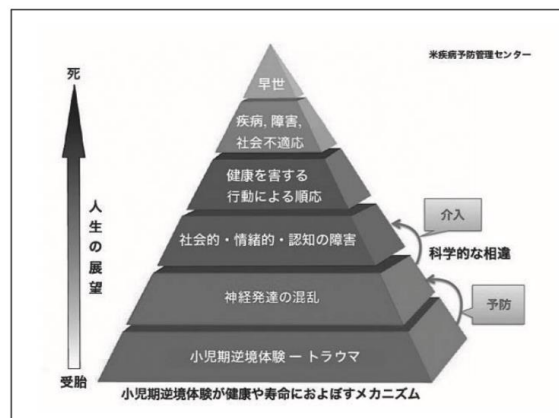 米疾病予防管理センター
死
人生の展望
受胎
早世
疾病, 障害,
社会不適応
健康を害する
行動による順応
社会的・情緒的・認知の障害
神経発達の混乱
小児期逆境体験 ー トラウマ
介入
科学的な相違
予防
小児期逆境体験が健康や寿命におよぼすメカニズム